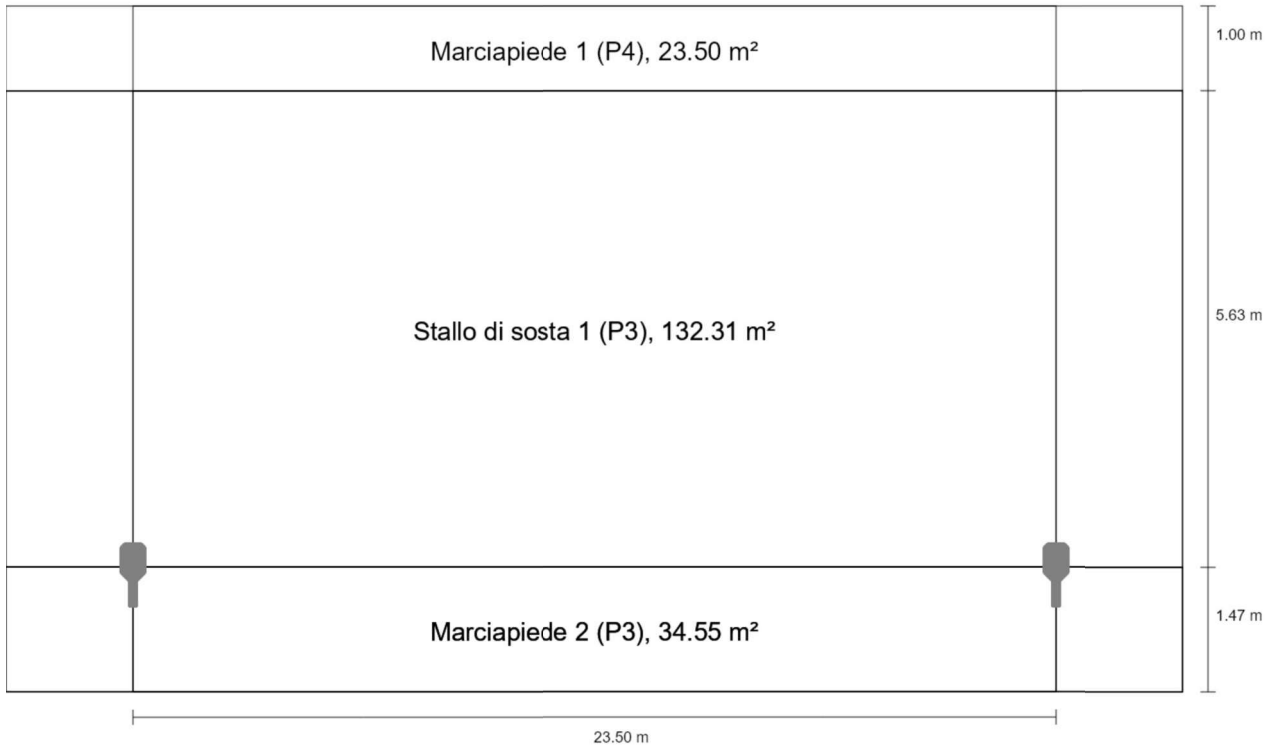 Marciapiede 1 (P4), 23.50 m²
1.00 m
Stallo di sosta 1 (P3), 132.31 m²
5.63 m
Marciapiede 2 (P3), 34.55 m²
1.47 m
23.50 m